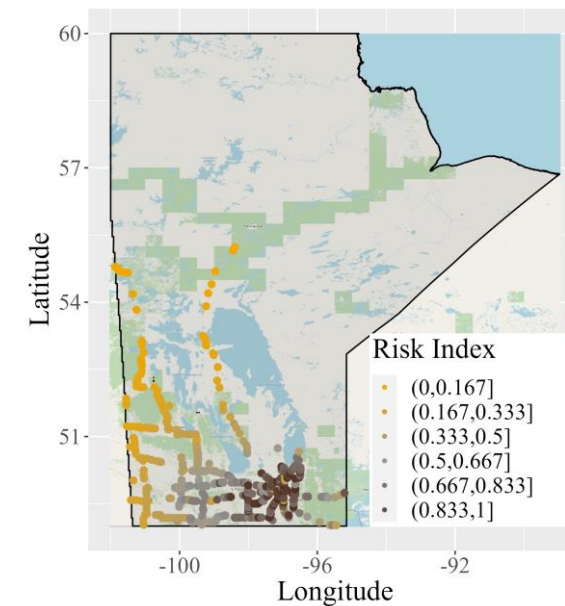 60
57
54
51
Latitude
Risk Index
(0,0.167]
(0.167,0.333]
(0.333,0.5]
(0.5,0.667]
(0.667,0.833]
(0.833,1]
-100 -96 -92
Longitude